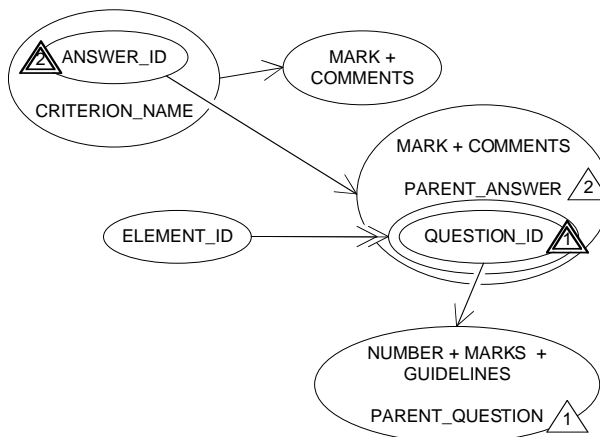 2 ANSWER_ID
CRITERION_NAME
MARK +
COMMENTS
MARK + COMMENTS
PARENT_ANSWER 2
ELEMENT_ID
QUESTION_ID 1
NUMBER + MARKS +
GUIDELINES
PARENT_QUESTION 1